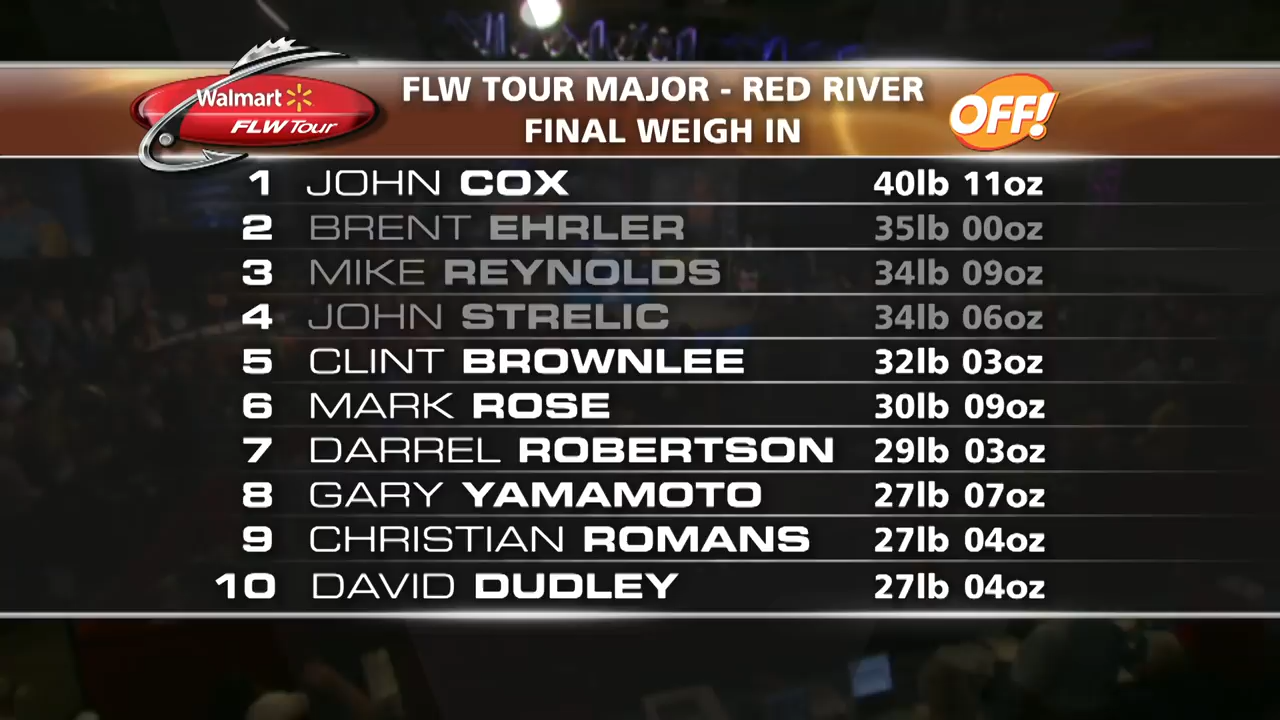 Walmart
FLW Tour
FLW TOUR MAJOR - RED RIVER
FINAL WEIGH IN
OFF!
1 JOHN COX 40lb 11oz
2 BRENT EHRLER 35lb 00oz
3 MIKE REYNOLDS 34lb 09oz
4 JOHN STRELIC 34lb 06oz
5 CLINT BROWNLEE 32lb 03oz
6 MARK ROSE 30lb 09oz
7 DARREL ROBERTSON 29lb 03oz
8 GARY YAMAMOTO 27lb 07oz
9 CHRISTIAN ROMANS 27lb 04oz
10 DAVID DUDLEY 27lb 04oz